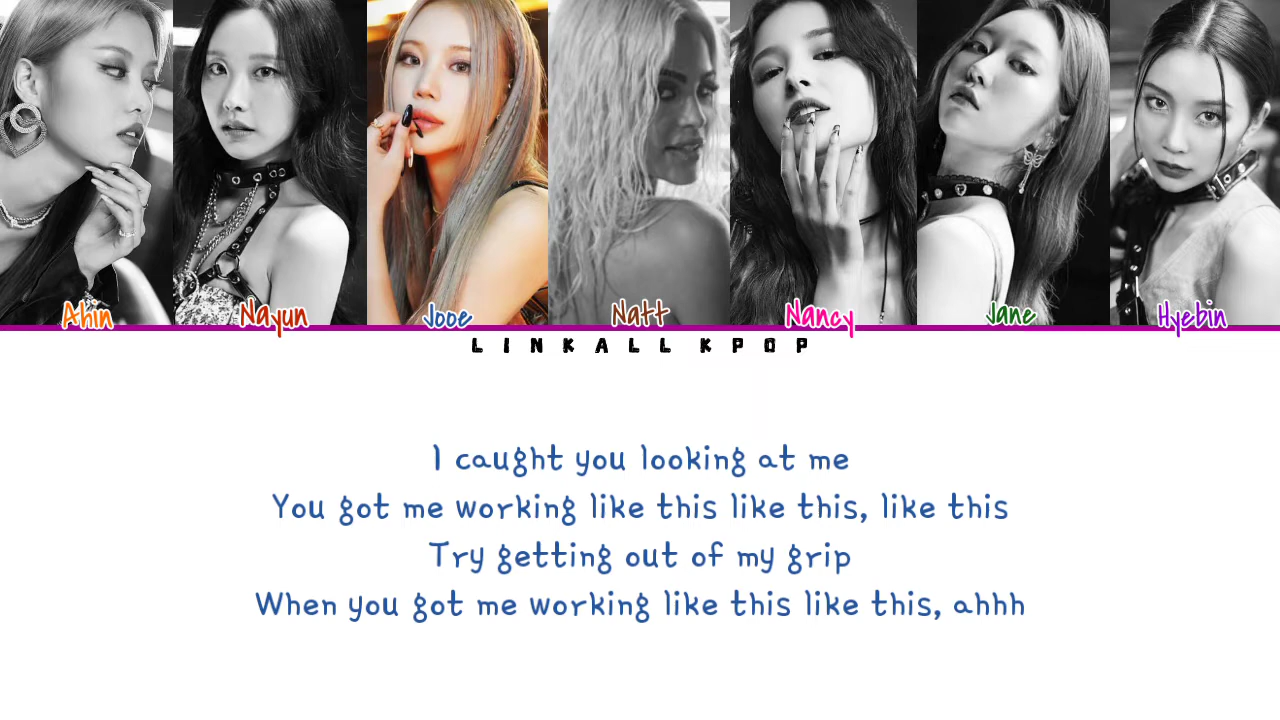 Ahin
Nayun
Jooe
Natt
Nancy
Jane
Hyebin
LINKALL KPOP
I caught you looking at me
You got me working like this like this, like this
Try getting out of my grip
When you got me working like this like this, ahhh